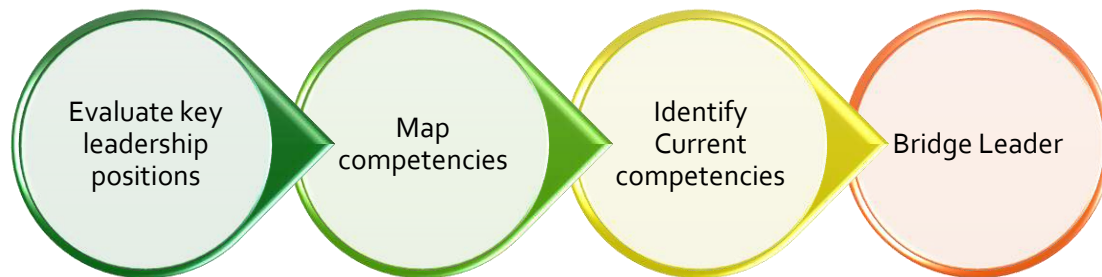 Evaluate key
leadership
positions
Map
competencies
Identify
Current
competencies
Bridge Leader